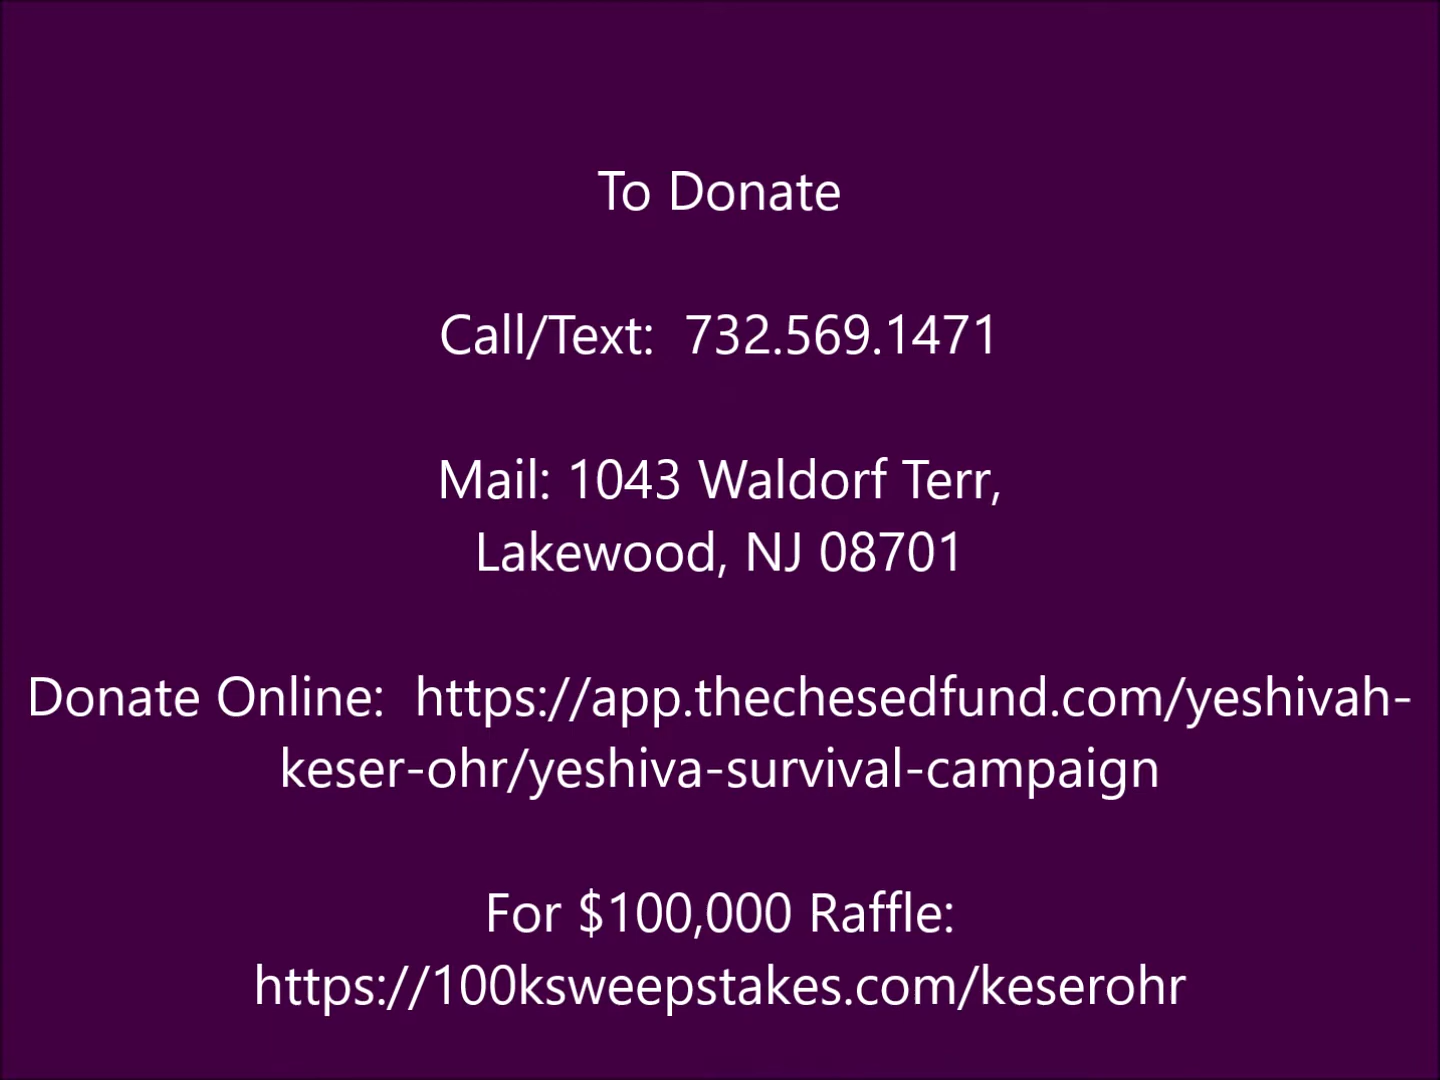 To Donate
Call/Text:  732.569.1471
Mail: 1043 Waldorf Terr,
Lakewood, NJ 08701
Donate Online:  https://app.thechesedfund.com/yeshivah-
keser-ohr/yeshiva-survival-campaign
For $100,000 Raffle:
https://100ksweepstakes.com/keserohr